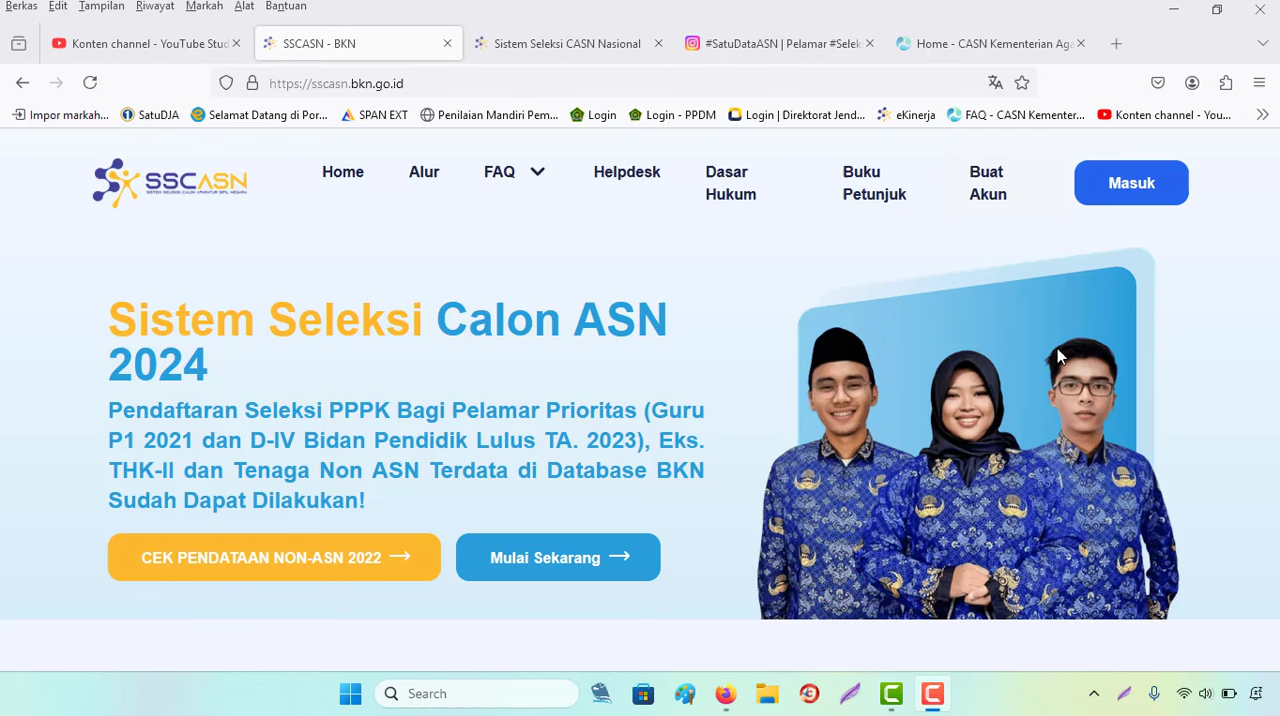 Berkas Edit Tampilan Riwayat Markah Alat Bantuan
Konten channel - YouTube Stud
SSCASN - BKN
Sistem Seleksi CASN Nasional
#SatuDataASN | Pelamar #Selek
Home - CASN Kementerian Aga
https://sscasn.bkn.go.id
Impor markah... SatuDJA Selamat Datang di Por... SPAN EXT Penilaian Mandiri Pem... Login Login - PPDM Login | Direktorat Jend... eKinerja FAQ - CASN Kementer... Konten channel - You...
SSCASN
SISTEM SELEKSI CALON APARATUR SIPIL NEGARA
Home Alur FAQ Helpdesk Dasar Hukum Buku Petunjuk Buat Akun Masuk
Sistem Seleksi Calon ASN
2024
Pendaftaran Seleksi PPPK Bagi Pelamar Prioritas (Guru
P1 2021 dan D-IV Bidan Pendidik Lulus TA. 2023), Eks.
THK-II dan Tenaga Non ASN Terdata di Database BKN
Sudah Dapat Dilakukan!
CEK PENDATAAN NON-ASN 2022 Mulai Sekarang
Search